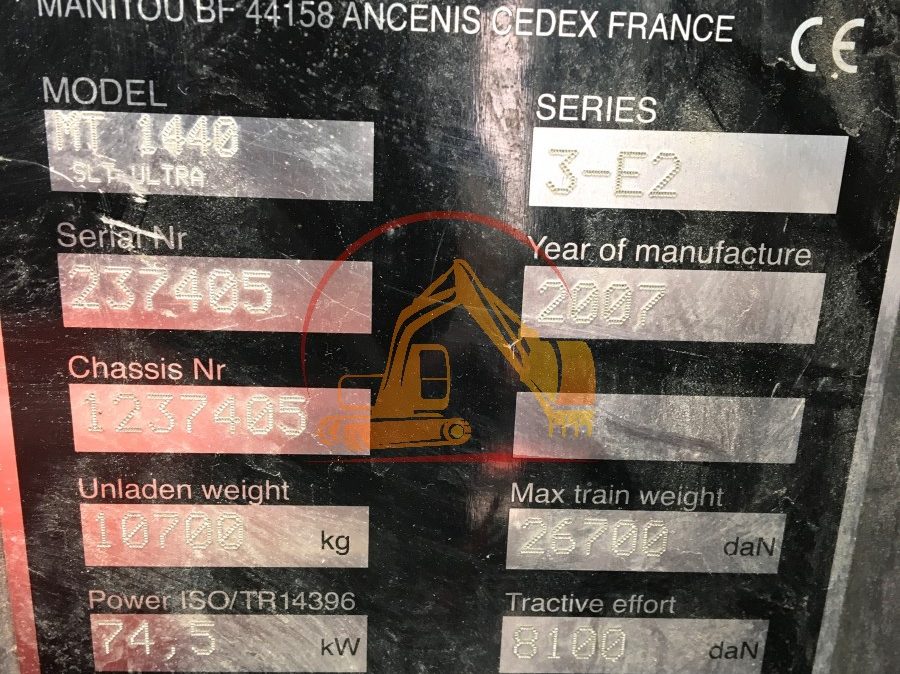 MANITOU BF 44158 ANCENIS CEDEX FRANCE
CE
MODEL
MT 1440
SLT ULTRA
SERIES
3-E2
Serial Nr
237405
Year of manufacture
2007
Chassis Nr
1237405
Unladen weight
10700 kg
Max train weight
26700 daN
Power ISO/TR14396
74,5 kW
Tractive effort
8100 daN